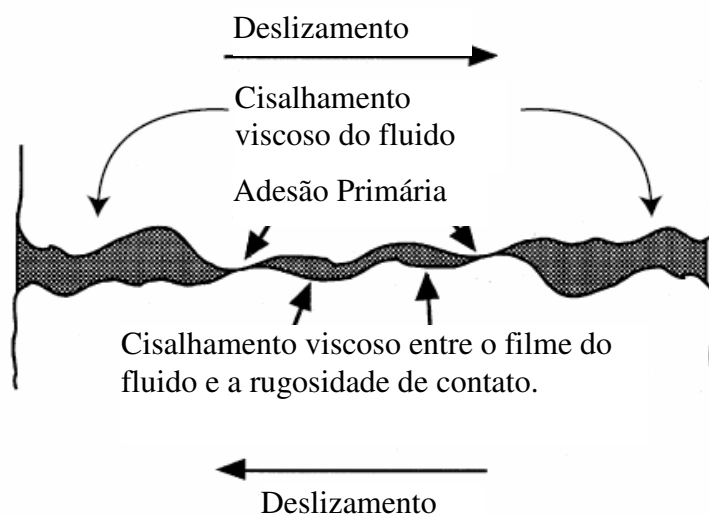 Deslizamento
Cisalhamento
viscoso do fluido
Adesão Primária
Cisalhamento viscoso entre o filme do
fluido e a rugosidade de contato.
Deslizamento